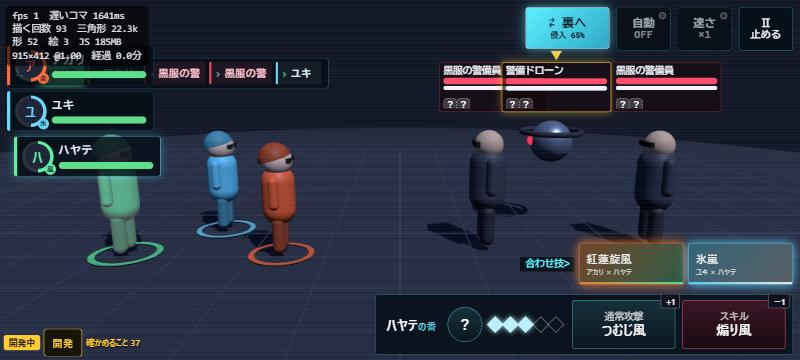 fps 1 遅いコマ 1641ms
描く回数 93 三角形 22.3k
形 52 絵 3 JS 185MB
915×412 @1.00 経過 0.0分
ア
炎
黒服の警
›
黒服の警
›
ユキ
ユ
氷
ユキ
ハ
風
ハヤテ
⇄ 裏へ
侵入 65%
自動
OFF
速さ
×1
II
止める
黒服の警備員
警備ドローン
黒服の警備員
? ?
? ?
? ?
合わせ技>
紅蓮旋風
アカリ × ハヤテ
氷嵐
ユキ × ハヤテ
ハヤテの番
?
+1
通常攻撃
つむじ風
−1
スキル
煽り風
開発中
開発
確かめること 37